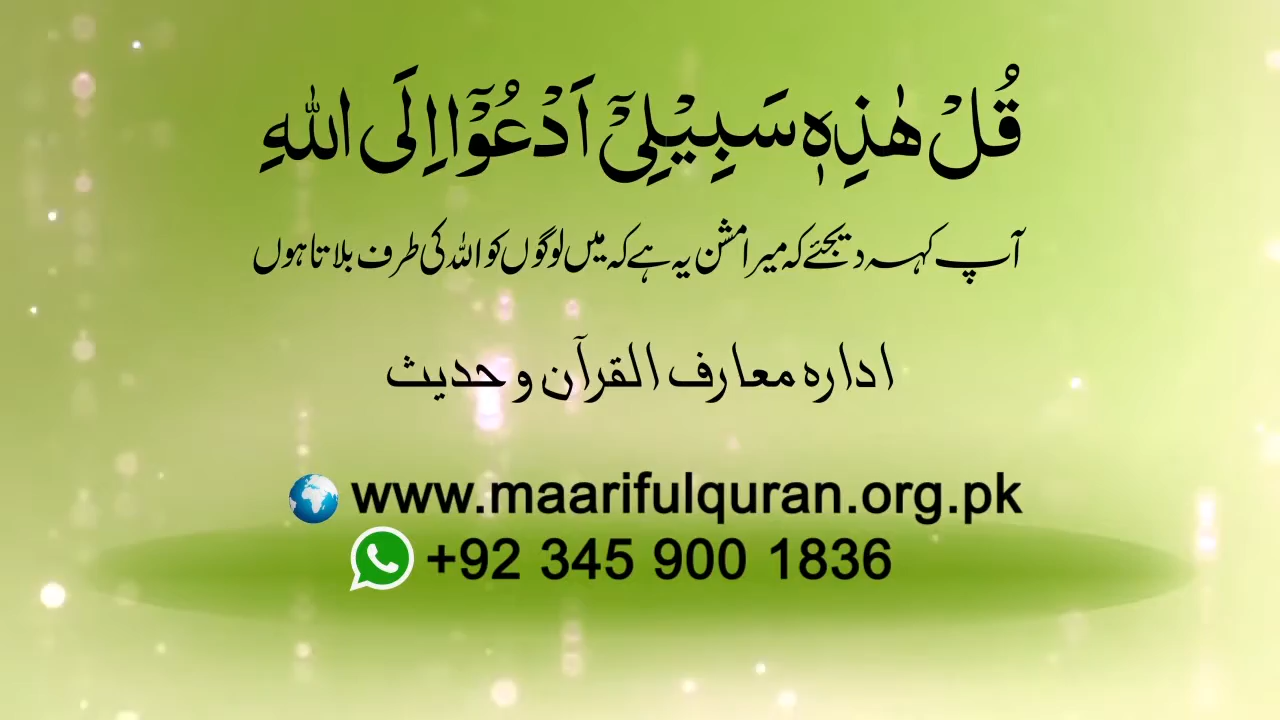 قُلْ هٰذِهٖ سَبِیْلِیْۤ اَدْعُوْۤا اِلَی اللهِ
آپ کہہ دیجئے کہ میرا مشن یہ ہے کہ میں لوگوں کو اللہ کی طرف بلاتا ہوں
ادارہ معارف القرآن و حدیث
www.maarifulquran.org.pk
+92 345 900 1836